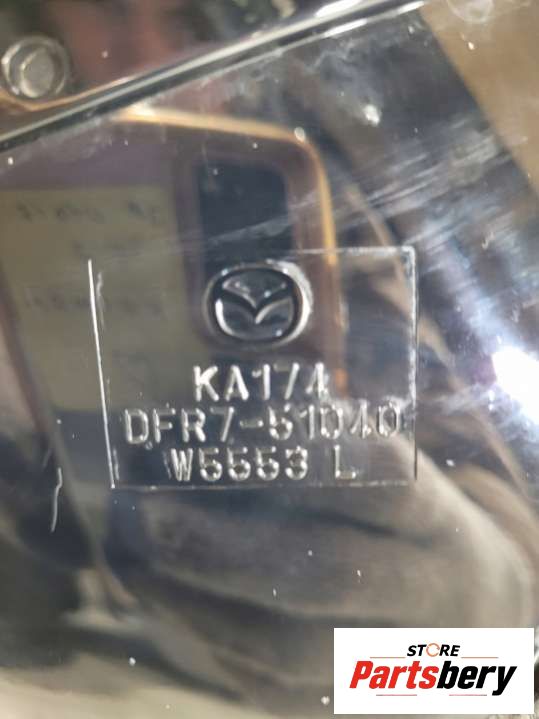 KA174
DFR7-51040
W5553 L
STORE
Partsbery